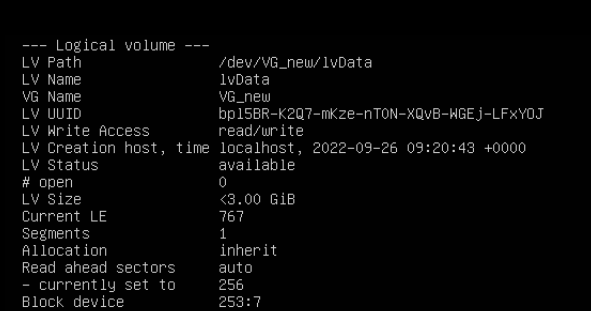 --- Logical volume ---
LV Path                /dev/VG_new/lvData
LV Name                lvData
VG Name                VG_new
LV UUID                bpl5BR-K2Q7-mKze-nT0N-XQvB-WGEj-LFxY0J
LV Write Access        read/write
LV Creation host, time localhost, 2022-09-26 09:20:43 +0000
LV Status              available
# open                 0
LV Size                <3.00 GiB
Current LE             767
Segments               1
Allocation             inherit
Read ahead sectors     auto
- currently set to     256
Block device           253:7